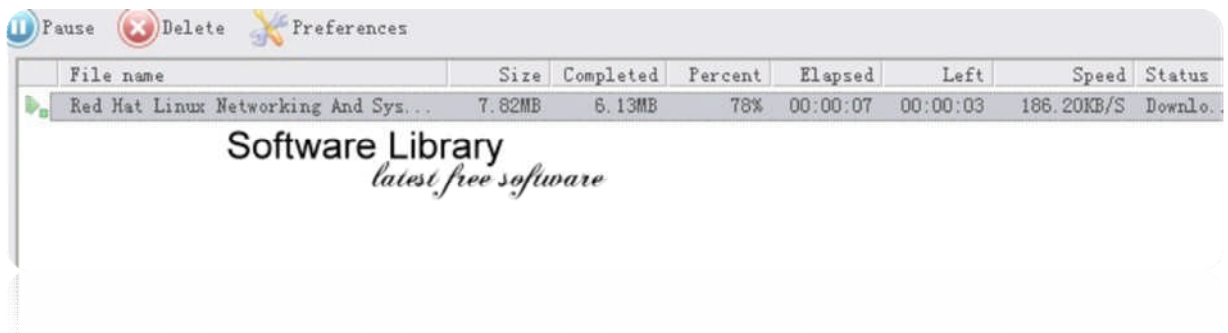 Pause Delete Preferences
File name Size Completed Percent Elapsed Left Speed Status
Red Hat Linux Networking And Sys... 7.82MB 6.13MB 78% 00:00:07 00:00:03 186.20KB/S Downlo..
Software Library
latest free software